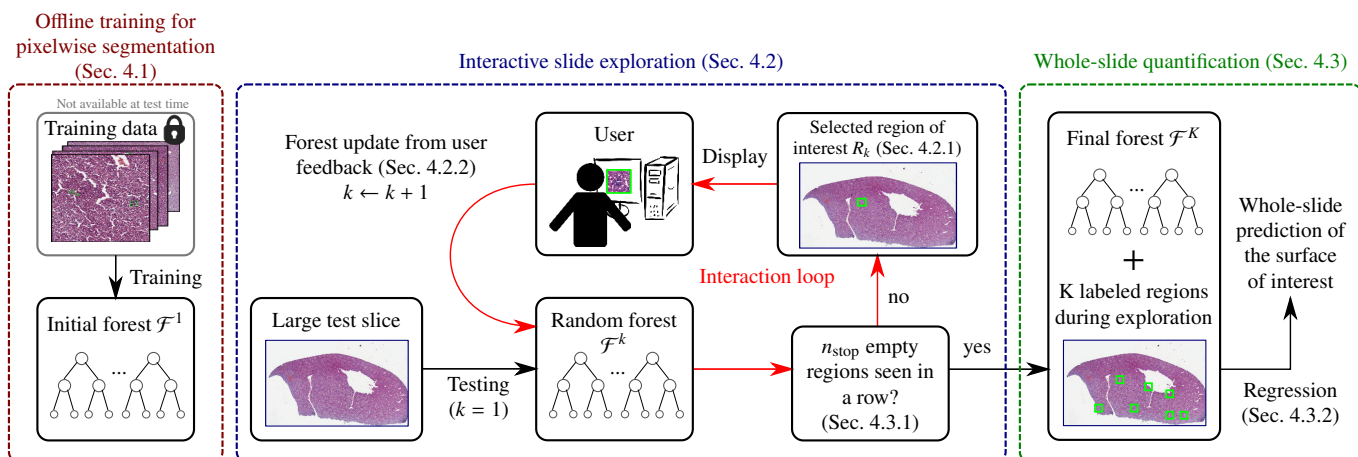 Offline training for
pixelwise segmentation
(Sec. 4.1)
Not available at test time
Training data
Training
Initial forest ℱ¹
...
Interactive slide exploration (Sec. 4.2)
Forest update from user
feedback (Sec. 4.2.2)
k ← k + 1
User
Display
Selected region of
interest Rₖ (Sec. 4.2.1)
Interaction loop
Large test slice
Testing
(k = 1)
Random forest
ℱᵏ
...
no
n_stop empty
regions seen in
a row?
(Sec. 4.3.1)
yes
Whole-slide quantification (Sec. 4.3)
Final forest ℱᴷ
...
+
K labeled regions
during exploration
Whole-slide
prediction of
the surface
of interest
Regression
(Sec. 4.3.2)